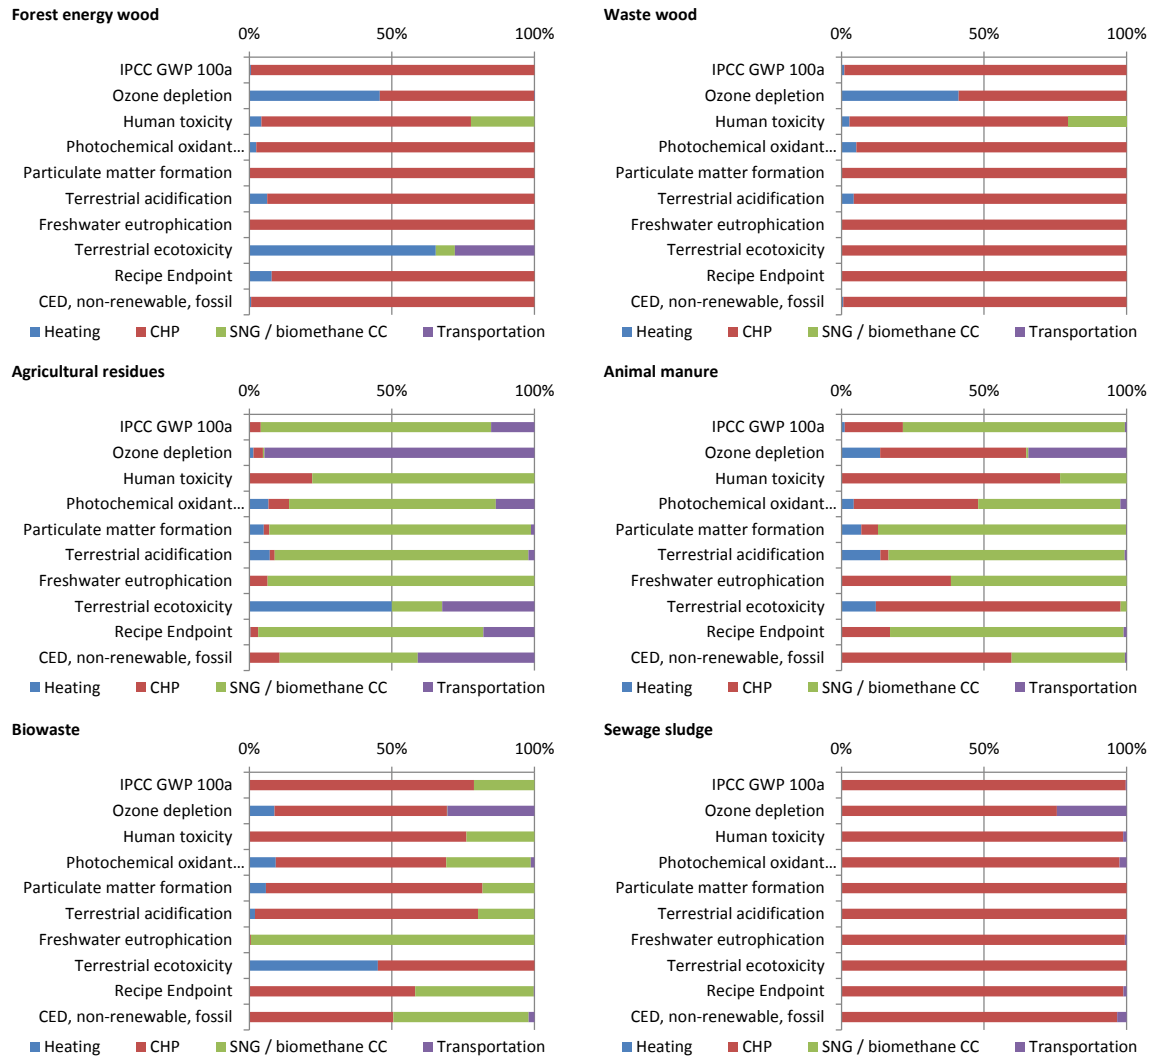 Forest energy wood
0% 50% 100%
IPCC GWP 100a
Ozone depletion
Human toxicity
Photochemical oxidant...
Particulate matter formation
Terrestrial acidification
Freshwater eutrophication
Terrestrial ecotoxicity
Recipe Endpoint
CED, non-renewable, fossil
Heating CHP SNG / biomethane CC Transportation
Waste wood
0% 50% 100%
IPCC GWP 100a
Ozone depletion
Human toxicity
Photochemical oxidant...
Particulate matter formation
Terrestrial acidification
Freshwater eutrophication
Terrestrial ecotoxicity
Recipe Endpoint
CED, non-renewable, fossil
Heating CHP SNG / biomethane CC Transportation
Agricultural residues
0% 50% 100%
IPCC GWP 100a
Ozone depletion
Human toxicity
Photochemical oxidant...
Particulate matter formation
Terrestrial acidification
Freshwater eutrophication
Terrestrial ecotoxicity
Recipe Endpoint
CED, non-renewable, fossil
Heating CHP SNG / biomethane CC Transportation
Animal manure
0% 50% 100%
IPCC GWP 100a
Ozone depletion
Human toxicity
Photochemical oxidant...
Particulate matter formation
Terrestrial acidification
Freshwater eutrophication
Terrestrial ecotoxicity
Recipe Endpoint
CED, non-renewable, fossil
Heating CHP SNG / biomethane CC Transportation
Biowaste
0% 50% 100%
IPCC GWP 100a
Ozone depletion
Human toxicity
Photochemical oxidant...
Particulate matter formation
Terrestrial acidification
Freshwater eutrophication
Terrestrial ecotoxicity
Recipe Endpoint
CED, non-renewable, fossil
Heating CHP SNG / biomethane CC Transportation
Sewage sludge
0% 50% 100%
IPCC GWP 100a
Ozone depletion
Human toxicity
Photochemical oxidant...
Particulate matter formation
Terrestrial acidification
Freshwater eutrophication
Terrestrial ecotoxicity
Recipe Endpoint
CED, non-renewable, fossil
Heating CHP SNG / biomethane CC Transportation